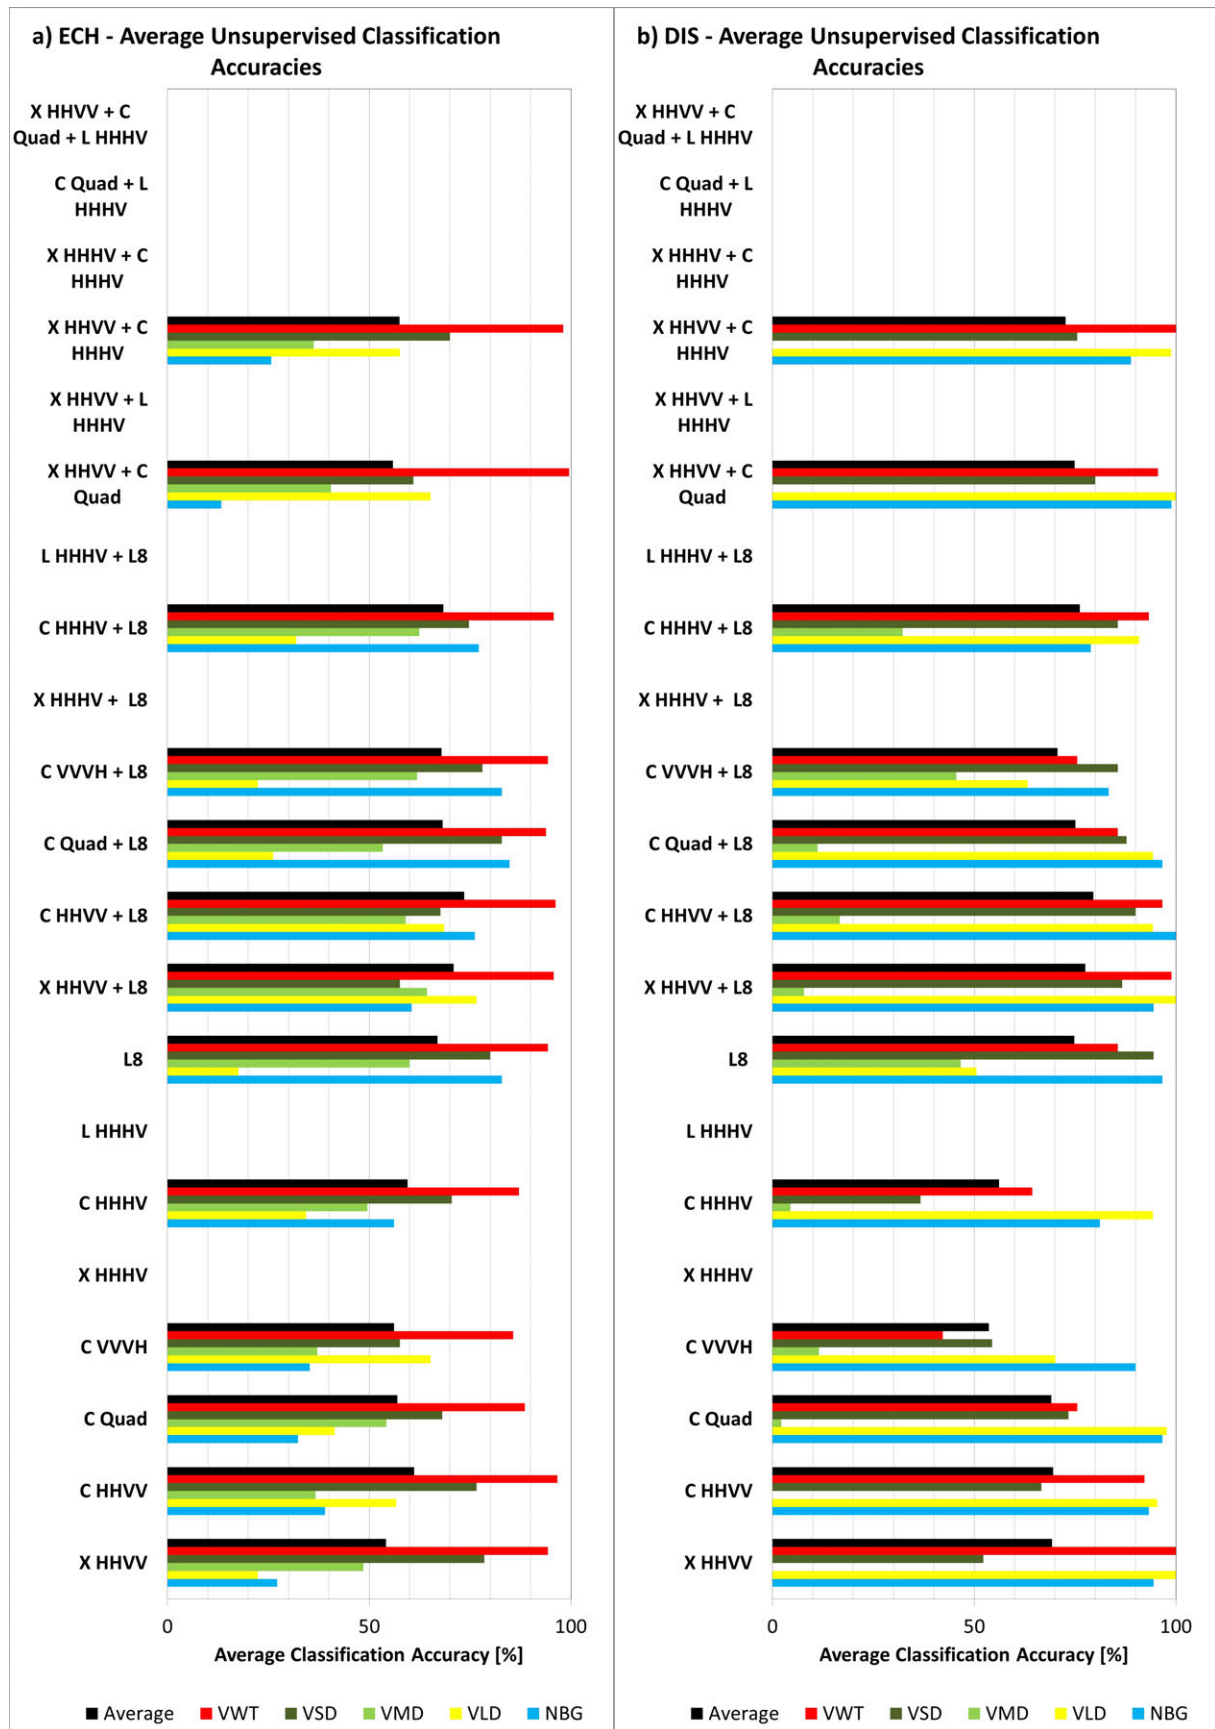 a) ECH - Average Unsupervised Classification
Accuracies
X HHVV + C
Quad + L HHHV
C Quad + L
HHHV
X HHHV + C
HHHV
X HHVV + C
HHHV
X HHVV + L
HHHV
X HHVV + C
Quad
L HHHV + L8
C HHHV + L8
X HHHV + L8
C VVVH + L8
C Quad + L8
C HHVV + L8
X HHVV + L8
L8
L HHHV
C HHHV
X HHHV
C VVVH
C Quad
C HHVV
X HHVV
0 50 100
Average Classification Accuracy [%]
Average VWT VSD VMD VLD NBG
b) DIS - Average Unsupervised Classification
Accuracies
X HHVV + C
Quad + L HHHV
C Quad + L
HHHV
X HHHV + C
HHHV
X HHVV + C
HHHV
X HHVV + L
HHHV
X HHVV + C
Quad
L HHHV + L8
C HHHV + L8
X HHHV + L8
C VVVH + L8
C Quad + L8
C HHVV + L8
X HHVV + L8
L8
L HHHV
C HHHV
X HHHV
C VVVH
C Quad
C HHVV
X HHVV
0 50 100
Average Classification Accuracy [%]
Average VWT VSD VMD VLD NBG